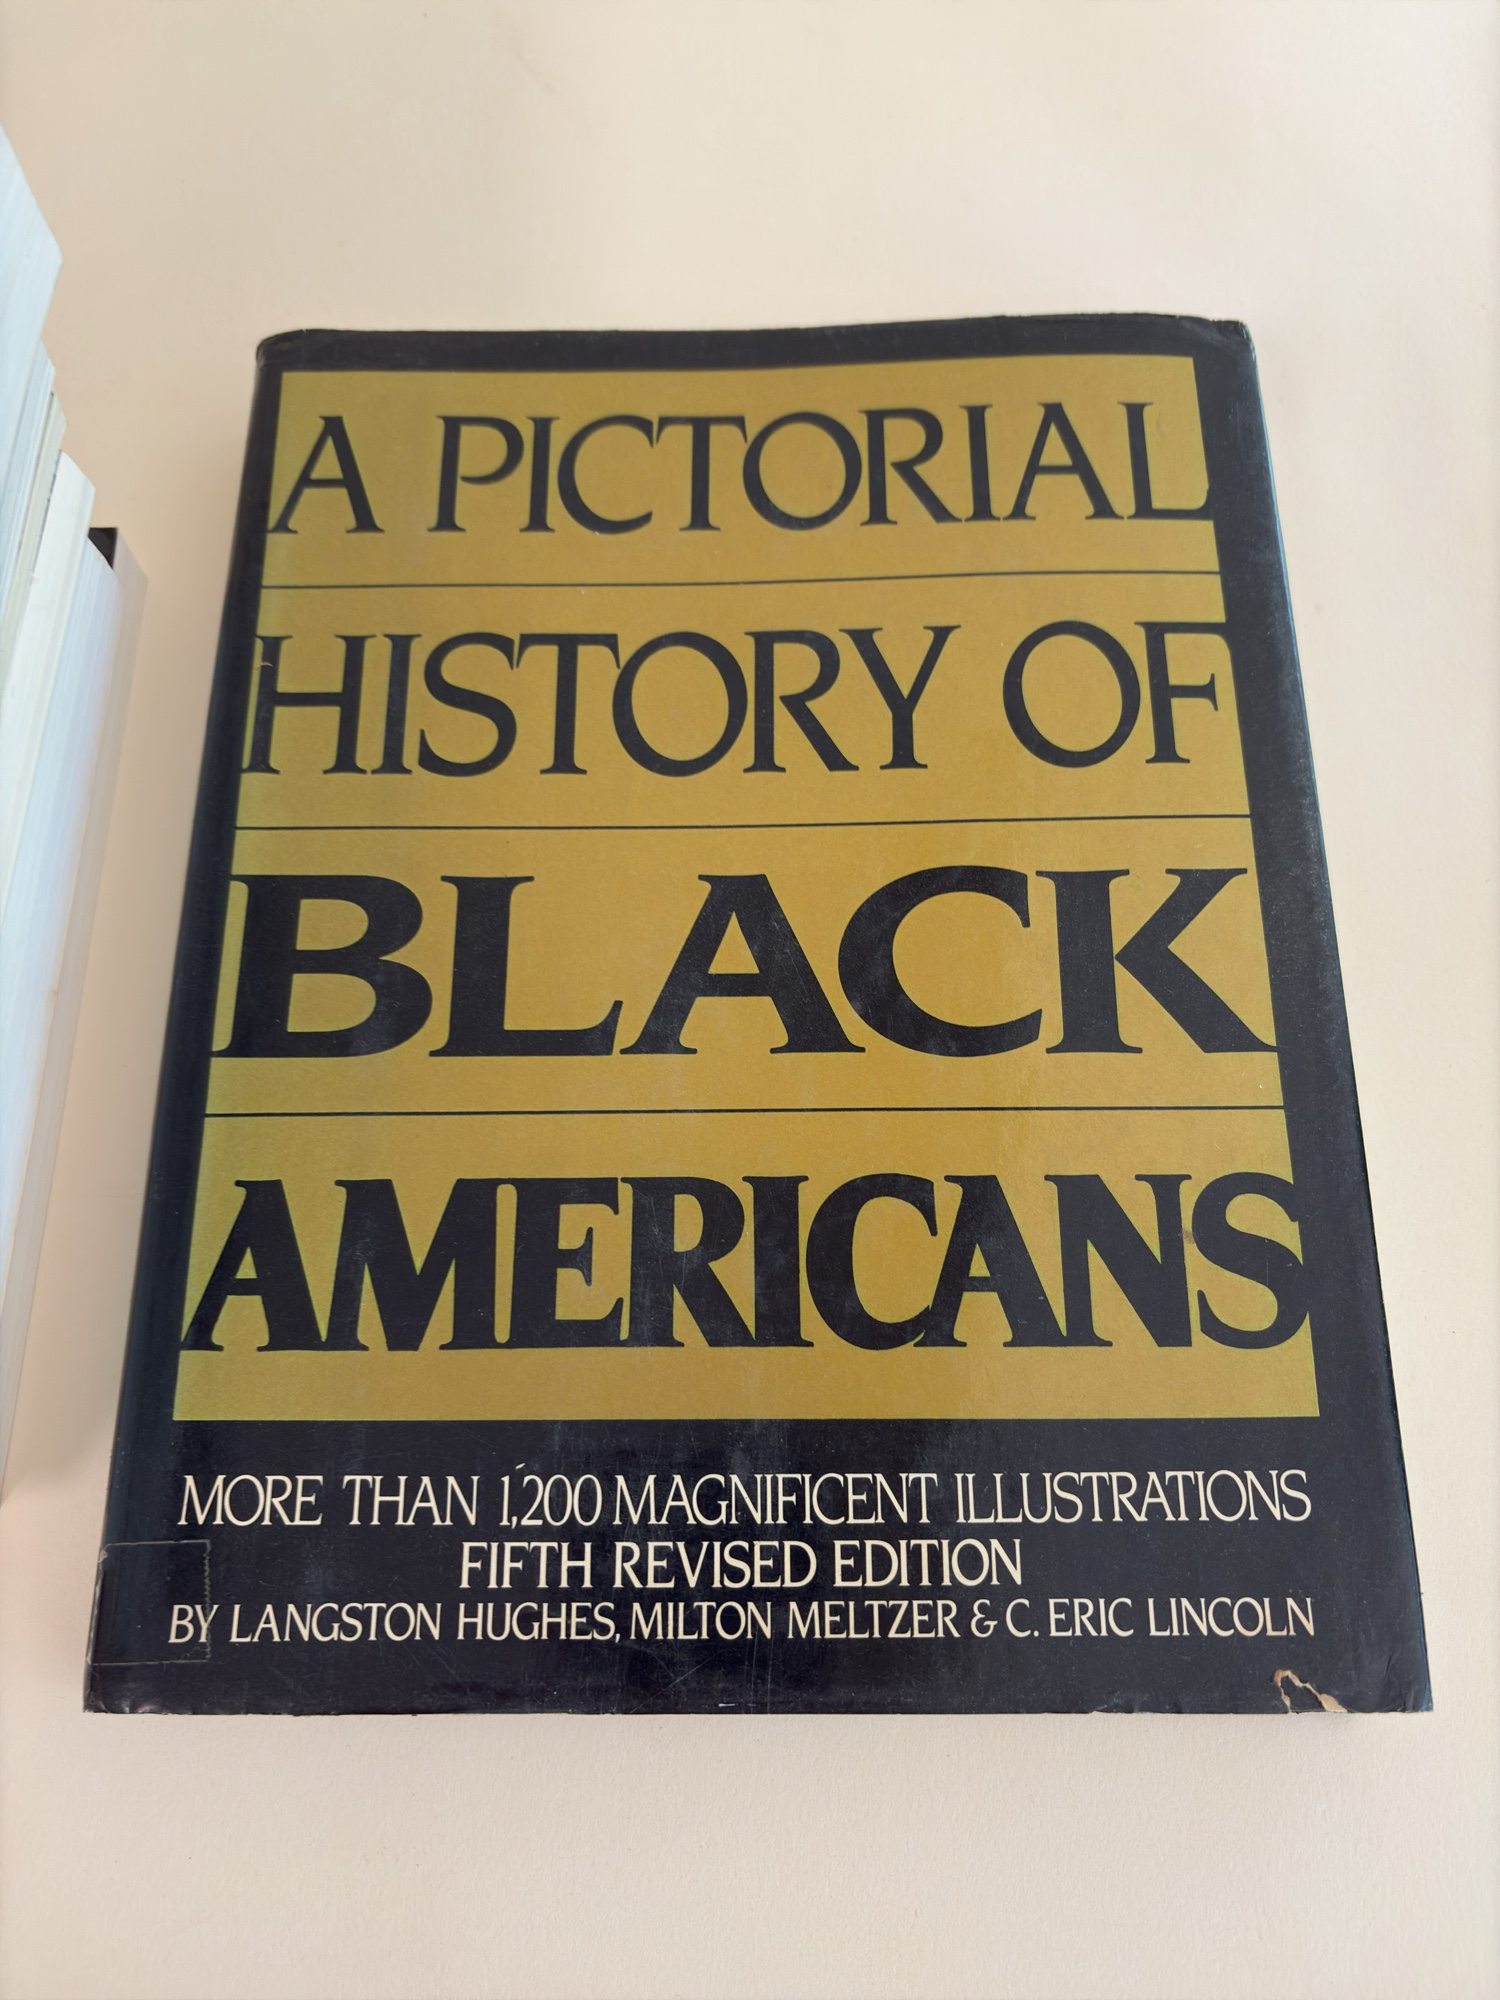 A PICTORIAL
HISTORY OF
BLACK
AMERICANS
MORE THAN 1,200 MAGNIFICENT ILLUSTRATIONS
FIFTH REVISED EDITION
BY LANGSTON HUGHES, MILTON MELTZER & C. ERIC LINCOLN